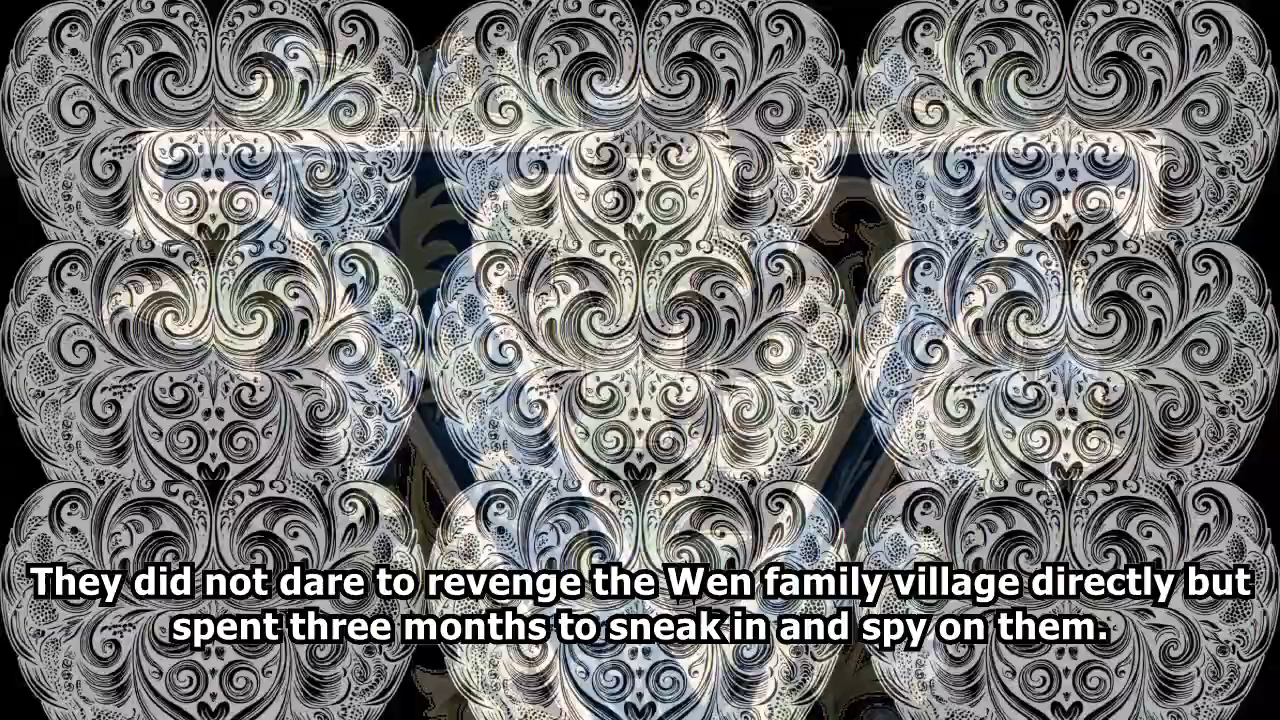 They did not dare to revenge the Wen family village directly but
spent three months to sneak in and spy on them.